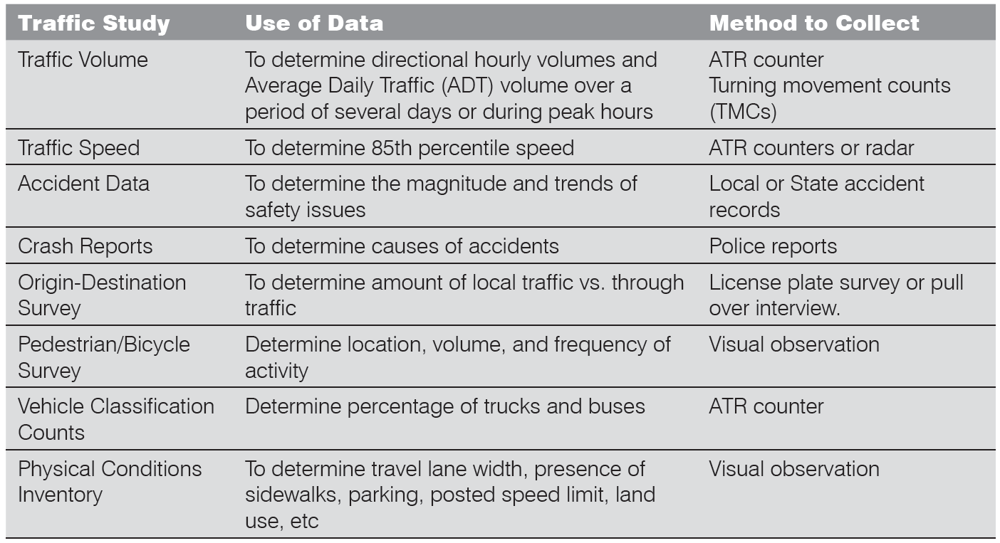 Traffic Study Use of Data Method to Collect
Traffic Volume To determine directional hourly volumes and ATR counter
Average Daily Traffic (ADT) volume over a Turning movement counts
period of several days or during peak hours (TMCs)
Traffic Speed To determine 85th percentile speed ATR counters or radar
Accident Data To determine the magnitude and trends of Local or State accident
safety issues records
Crash Reports To determine causes of accidents Police reports
Origin-Destination To determine amount of local traffic vs. through License plate survey or pull
Survey traffic over interview.
Pedestrian/Bicycle Determine location, volume, and frequency of Visual observation
Survey activity
Vehicle Classification Determine percentage of trucks and buses ATR counter
Counts
Physical Conditions To determine travel lane width, presence of Visual observation
Inventory sidewalks, parking, posted speed limit, land
use, etc